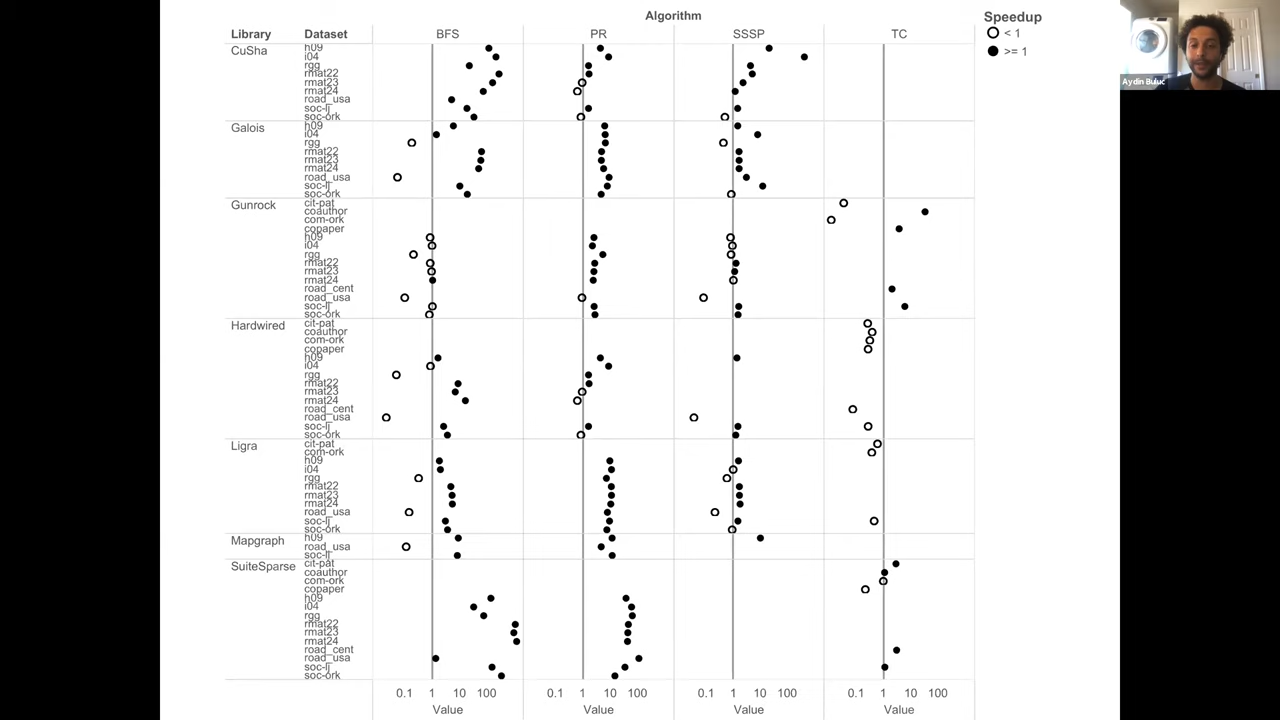 Algorithm
Library Dataset BFS PR SSSP TC
Speedup
< 1
>= 1
Aydin Buluc
CuSha h09
i04
rgg
rmat22
rmat23
rmat24
road_usa
soc-lj
soc-ork
Galois h09
i04
rgg
rmat22
rmat23
rmat24
road_usa
soc-lj
soc-ork
Gunrock cit-pat
coauthor
com-ork
copaper
h09
i04
rgg
rmat22
rmat23
rmat24
road_cent
road_usa
soc-lj
soc-ork
Hardwired cit-pat
coauthor
com-ork
copaper
h09
i04
rgg
rmat22
rmat23
rmat24
road_cent
road_usa
soc-lj
soc-ork
Ligra cit-pat
com-ork
h09
i04
rgg
rmat22
rmat23
rmat24
road_usa
soc-lj
soc-ork
Mapgraph h09
road_usa
soc-lj
SuiteSparse cit-pat
coauthor
com-ork
copaper
h09
i04
rgg
rmat22
rmat23
rmat24
road_cent
road_usa
soc-lj
soc-ork
0.1 1 10 100 0.1 1 10 100 0.1 1 10 100 0.1 1 10 100
Value Value Value Value